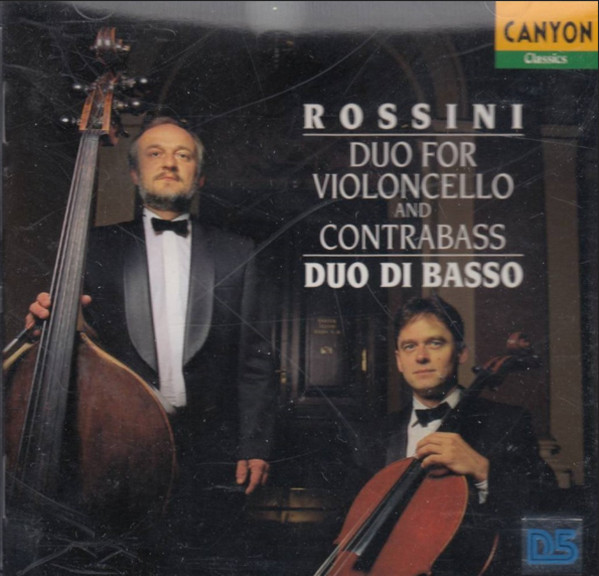 CANYON
Classics
ROSSINI
DUO FOR
VIOLONCELLO
AND
CONTRABASS
DUO DI BASSO
D5